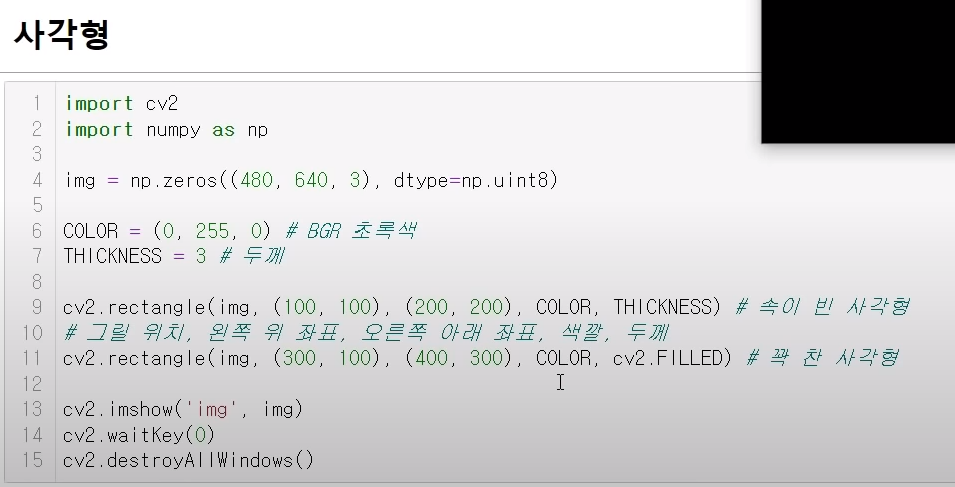 사각형
1 import cv2
2 import numpy as np
3
4 img = np.zeros((480, 640, 3), dtype=np.uint8)
5
6 COLOR = (0, 255, 0) # BGR 초록색
7 THICKNESS = 3 # 두께
8
9 cv2.rectangle(img, (100, 100), (200, 200), COLOR, THICKNESS) # 속이 빈 사각형
10 # 그릴 위치, 왼쪽 위 좌표, 오른쪽 아래 좌표, 색깔, 두께
11 cv2.rectangle(img, (300, 100), (400, 300), COLOR, cv2.FILLED) # 꽉 찬 사각형
12
13 cv2.imshow('img', img)
14 cv2.waitKey(0)
15 cv2.destroyAllWindows()